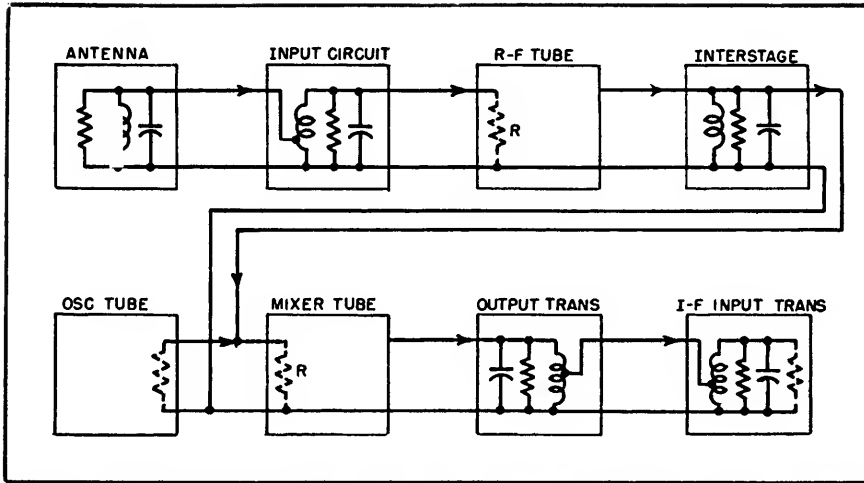 ANTENNA
INPUT CIRCUIT
R-F TUBE
INTERSTAGE
R
OSC TUBE
MIXER TUBE
OUTPUT TRANS
I-F INPUT TRANS
R